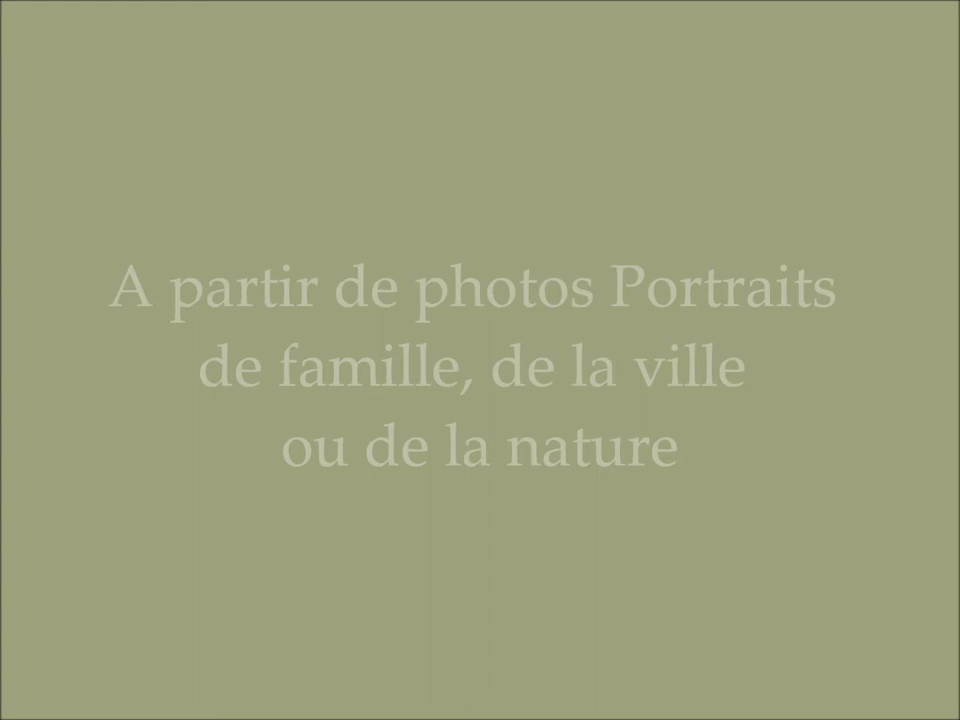 A partir de photos Portraits
de famille, de la ville
ou de la nature